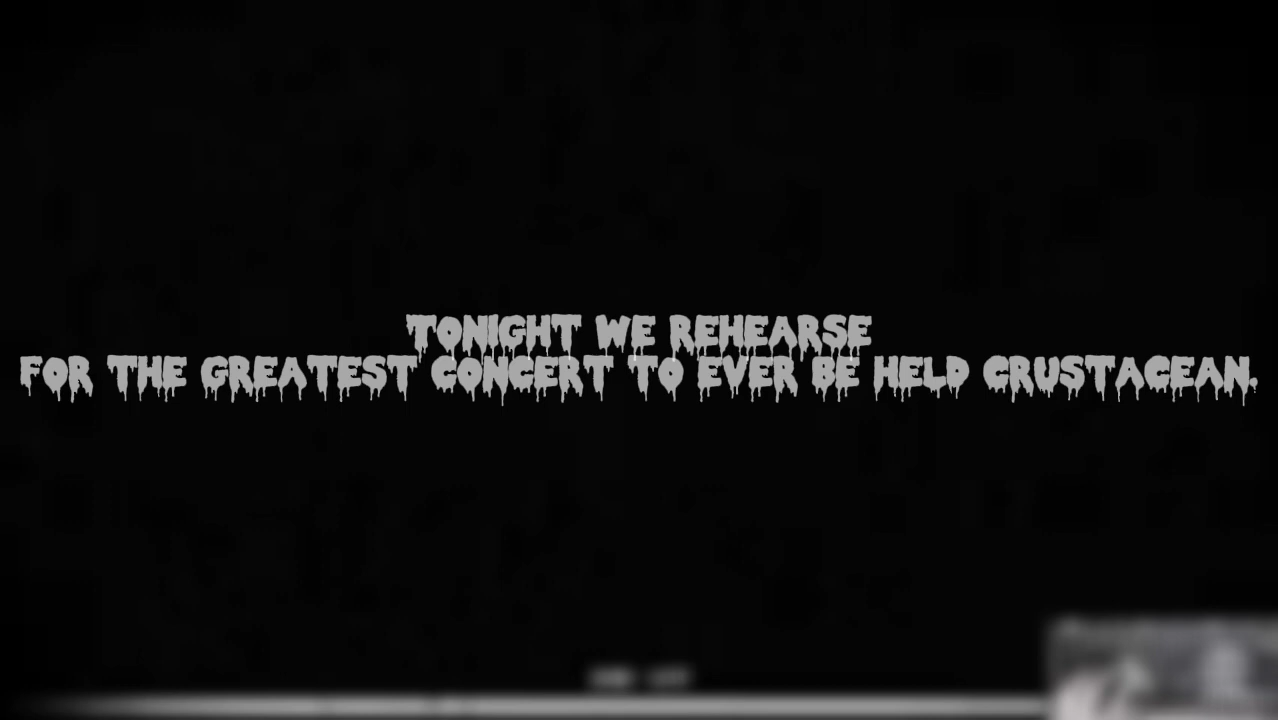 TONIGHT WE REHEARSE
FOR THE GREATEST CONCERT TO EVER BE HELD CRUSTACEAN.